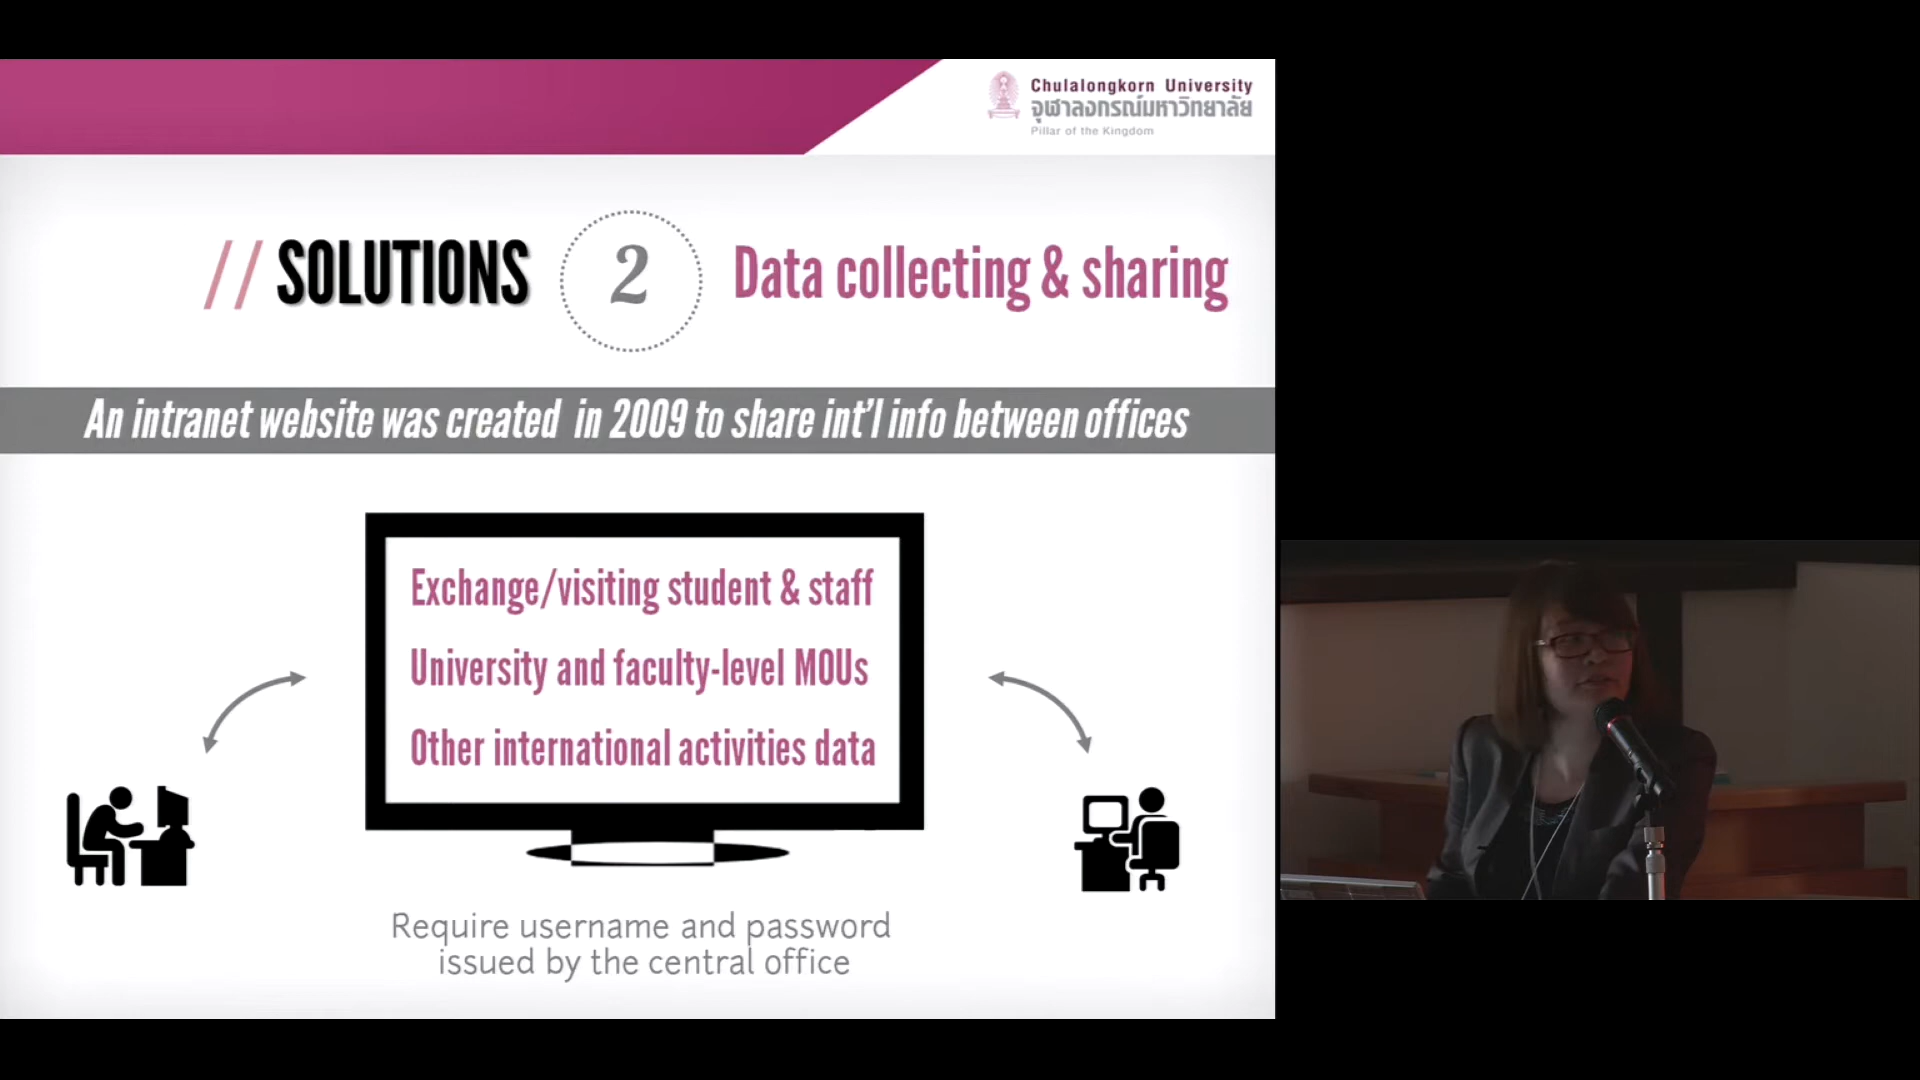 Chulalongkorn University
จุฬาลงกรณ์มหาวิทยาลัย
Pillar of the Kingdom
// SOLUTIONS 2 Data collecting & sharing
An intranet website was created in 2009 to share int'l info between offices
Exchange/visiting student & staff
University and faculty-level MOUs
Other international activities data
Require username and password
issued by the central office